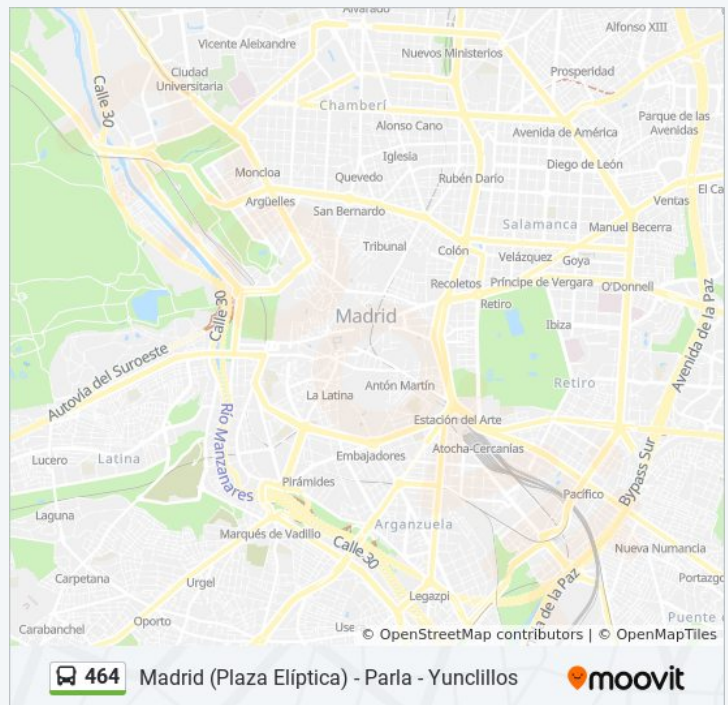 Alvarado
Alfonso XIII
Vicente Aleixandre
Nuevos Ministerios
Ciudad
Universitaria
Prosperidad
Calle 30
Chamberí
Parque de las
Avenidas
Alonso Cano
Avenida de América
Iglesia
Diego de León
Moncloa
Quevedo
Rubén Darío
El Ca
Argüelles
Ventas
San Bernardo
Salamanca
Manuel Becerra
Tribunal
Colón
Velázquez
Goya
Recoletos
Príncipe de Vergara
O'Donnell
Calle 30
Retiro
Madrid
Ibiza
Avenida de la Paz
Autovía del Suroeste
Antón Martín
Retiro
La Latina
Estación del Arte
Río Manzanares
Atocha-Cercanías
Lucero
Latina
Embajadores
Bypass Sur
Pirámides
Pacífico
Laguna
Arganzuela
Marqués de Vadillo
Calle 30
Nueva Numancia
Carpetana
Urgel
Legazpi
Portazgo
Oporto
a de la Paz
Puente d
Carabanchel
Use
© OpenStreetMap contributors | © OpenMapTiles
464 Madrid (Plaza Elíptica) - Parla - Yunclillos
moovit